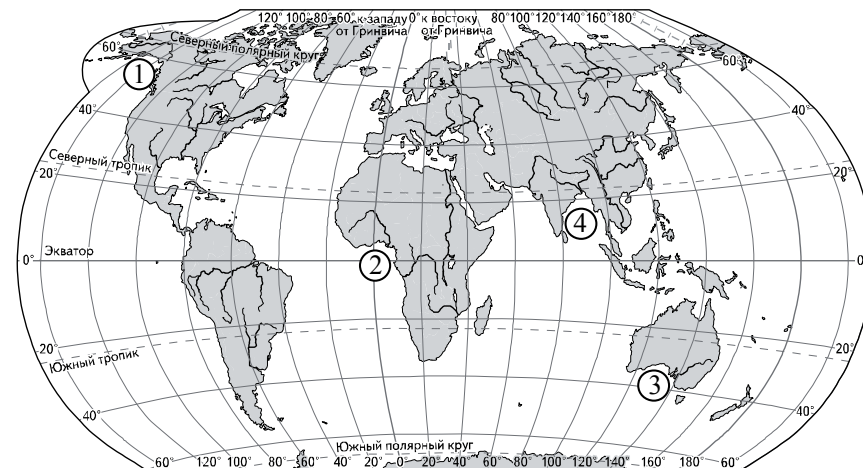 120° 100° 80° 60° к западу 0° к востоку 80° 100° 120° 140° 160° 180°
от Гринвича от Гринвича
Северный полярный круг
60° 60°
1
40° 40°
Северный тропик
20° 20°
4
Экватор
2
0° 0
20° 20°
Южный тропик
3
40° 40°
Южный полярный круг
60° 120° 100° 80° 60° 40° 20° 0° 20° 40° 60° 80° 100° 120° 140° 160° 180° 60°